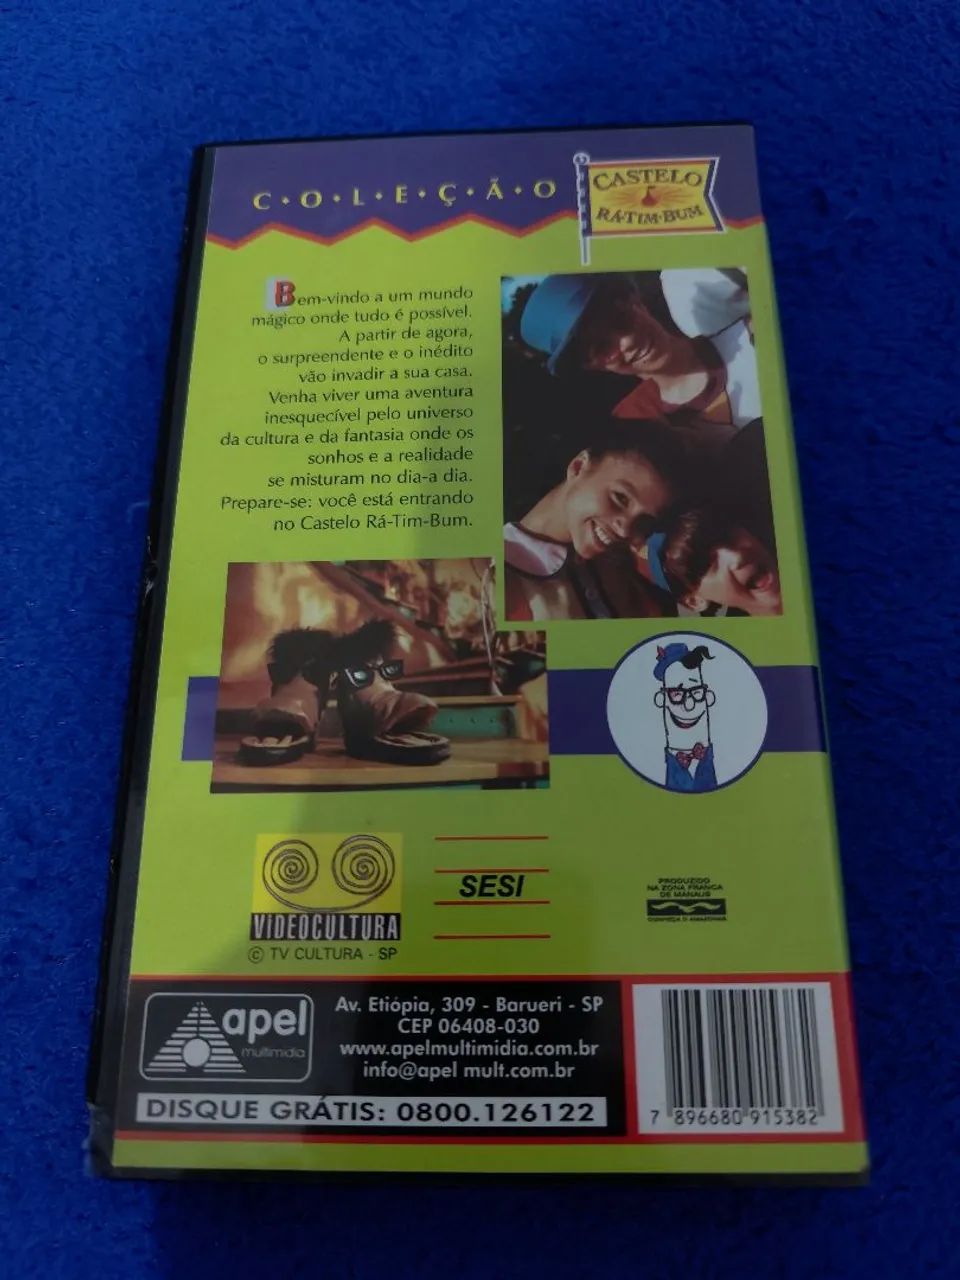 C·O·L·E·Ç·Ã·O
CASTELO
RÁ-TIM-BUM
Bem-vindo a um mundo
mágico onde tudo é possível.
A partir de agora,
o surpreendente e o inédito
vão invadir a sua casa.
Venha viver uma aventura
inesquecível pelo universo
da cultura e da fantasia onde os
sonhos e a realidade
se misturam no dia-a dia.
Prepare-se: você está entrando
no Castelo Rá-Tim-Bum.
VIDEOCULTURA
© TV CULTURA - SP
SESI
PRODUZIDO
NA ZONA FRANCA
DE MANAUS
CONHEÇA O AMAZONAS
apel
multimidia
Av. Etiópia, 309 - Barueri - SP
CEP 06408-030
www.apelmultimidia.com.br
info@apel mult.com.br
DISQUE GRÁTIS: 0800.126122
7 896680 915382